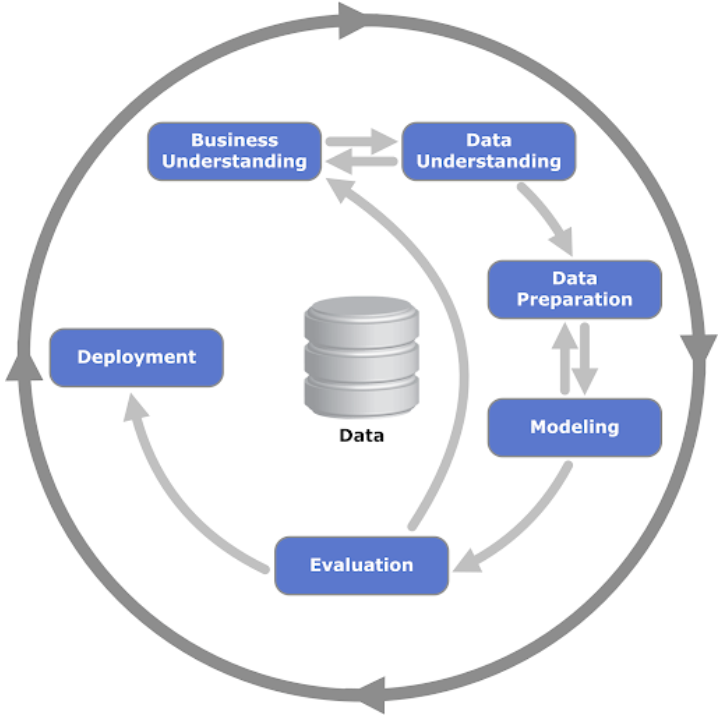 Business
Understanding
Data
Understanding
Data
Preparation
Deployment
Data
Modeling
Evaluation